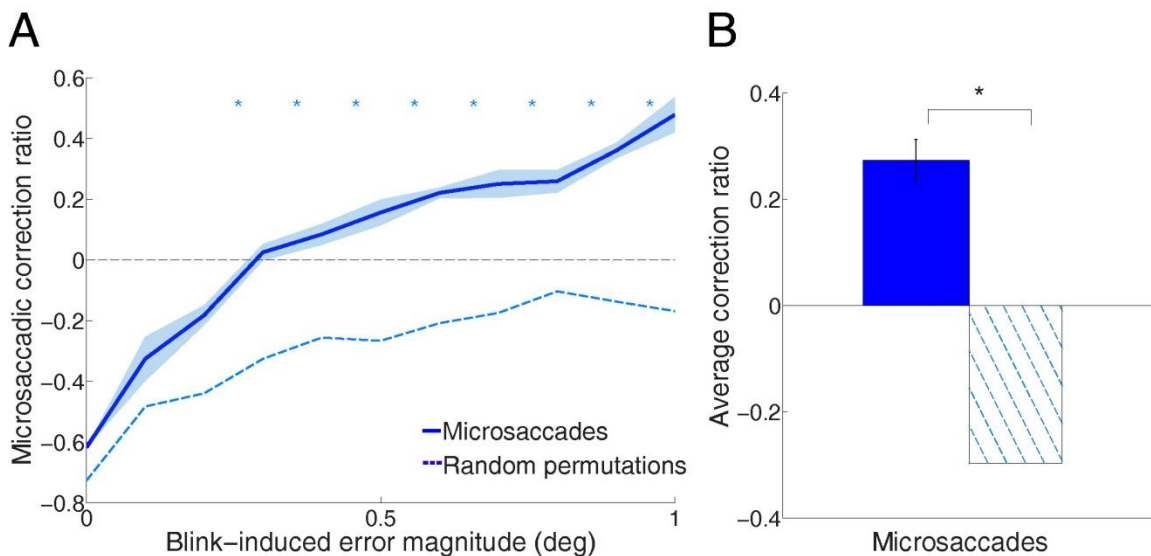 A
Microsaccadic correction ratio
0.6
0.4
0.2
0
−0.2
−0.4
−0.6
−0.8
* * * * * * * *
Microsaccades
Random permutations
0 0.5 1
Blink−induced error magnitude (deg)
B
Average correction ratio
0.4
0.2
0
−0.2
−0.4
*
Microsaccades